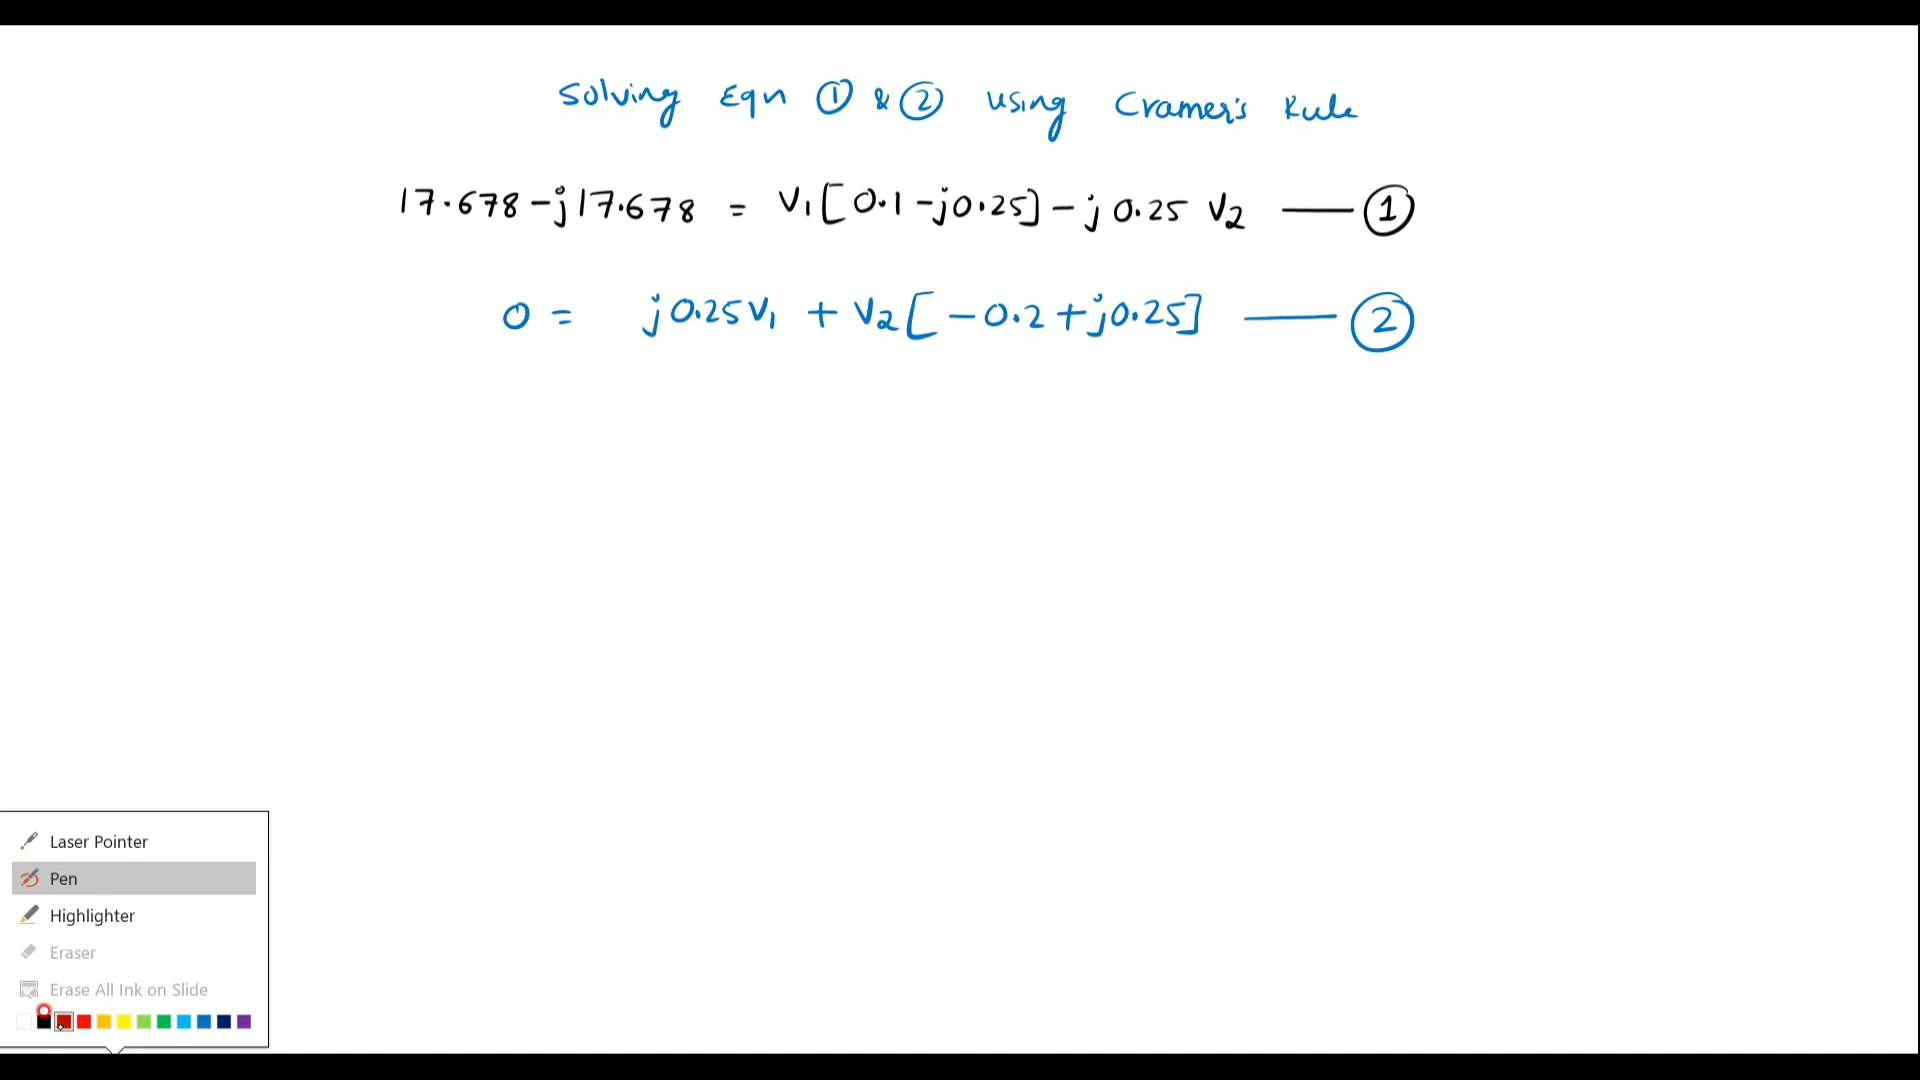 Solving Eqn ① & ② using Cramer's Rule
17.678 - j17.678 = V₁[0.1 - j0.25] - j0.25 V₂ —— ①
0 = j0.25V₁ + V₂[-0.2 + j0.25] —— ②
Laser Pointer
Pen
Highlighter
Eraser
Erase All Ink on Slide